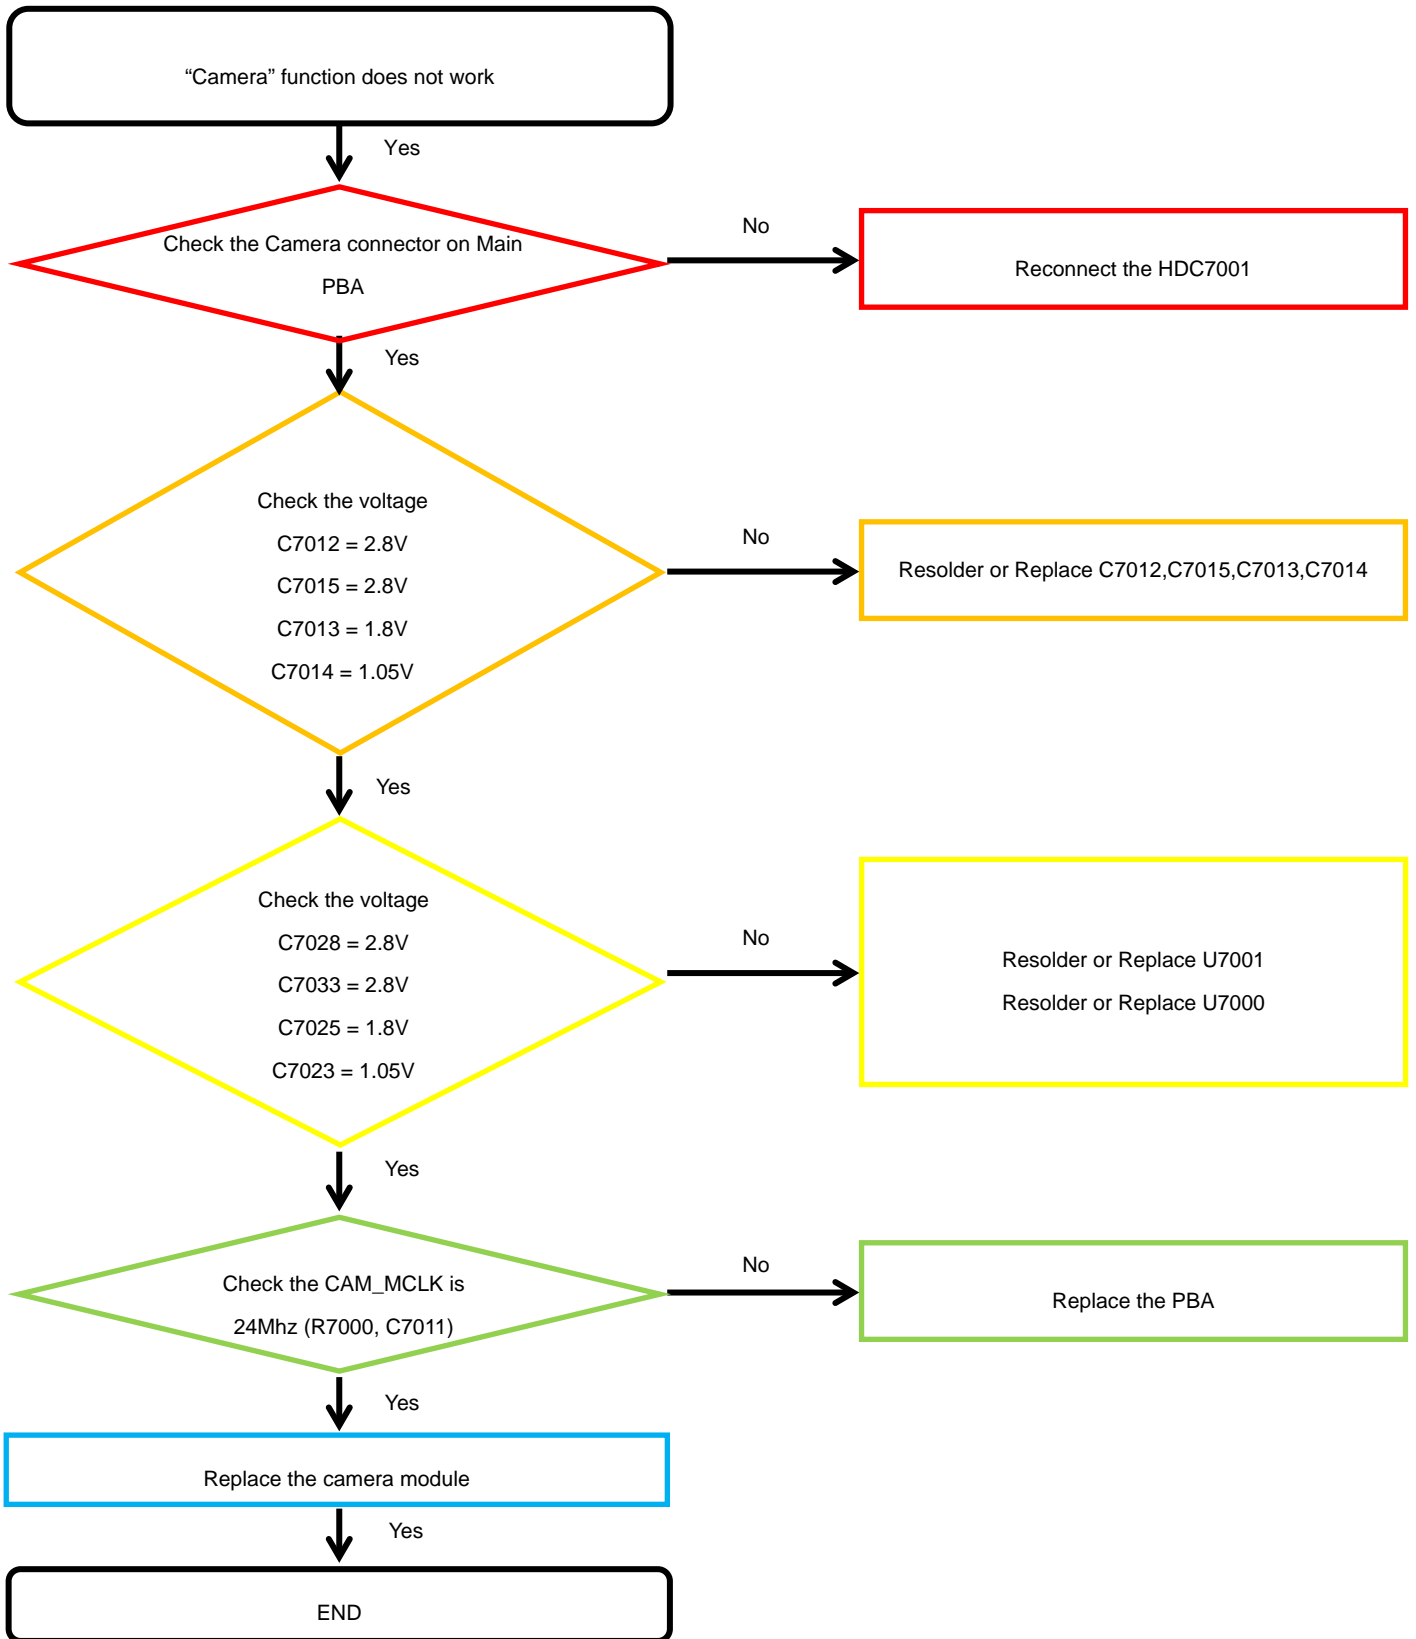 “Camera” function does not work
Yes
Check the Camera connector on Main
PBA
No
Reconnect the HDC7001
Yes
Check the voltage
C7012 = 2.8V
C7015 = 2.8V
C7013 = 1.8V
C7014 = 1.05V
No
Resolder or Replace C7012,C7015,C7013,C7014
Yes
Check the voltage
C7028 = 2.8V
C7033 = 2.8V
C7025 = 1.8V
C7023 = 1.05V
No
Resolder or Replace U7001
Resolder or Replace U7000
Yes
Check the CAM_MCLK is
24Mhz (R7000, C7011)
No
Replace the PBA
Yes
Replace the camera module
Yes
END